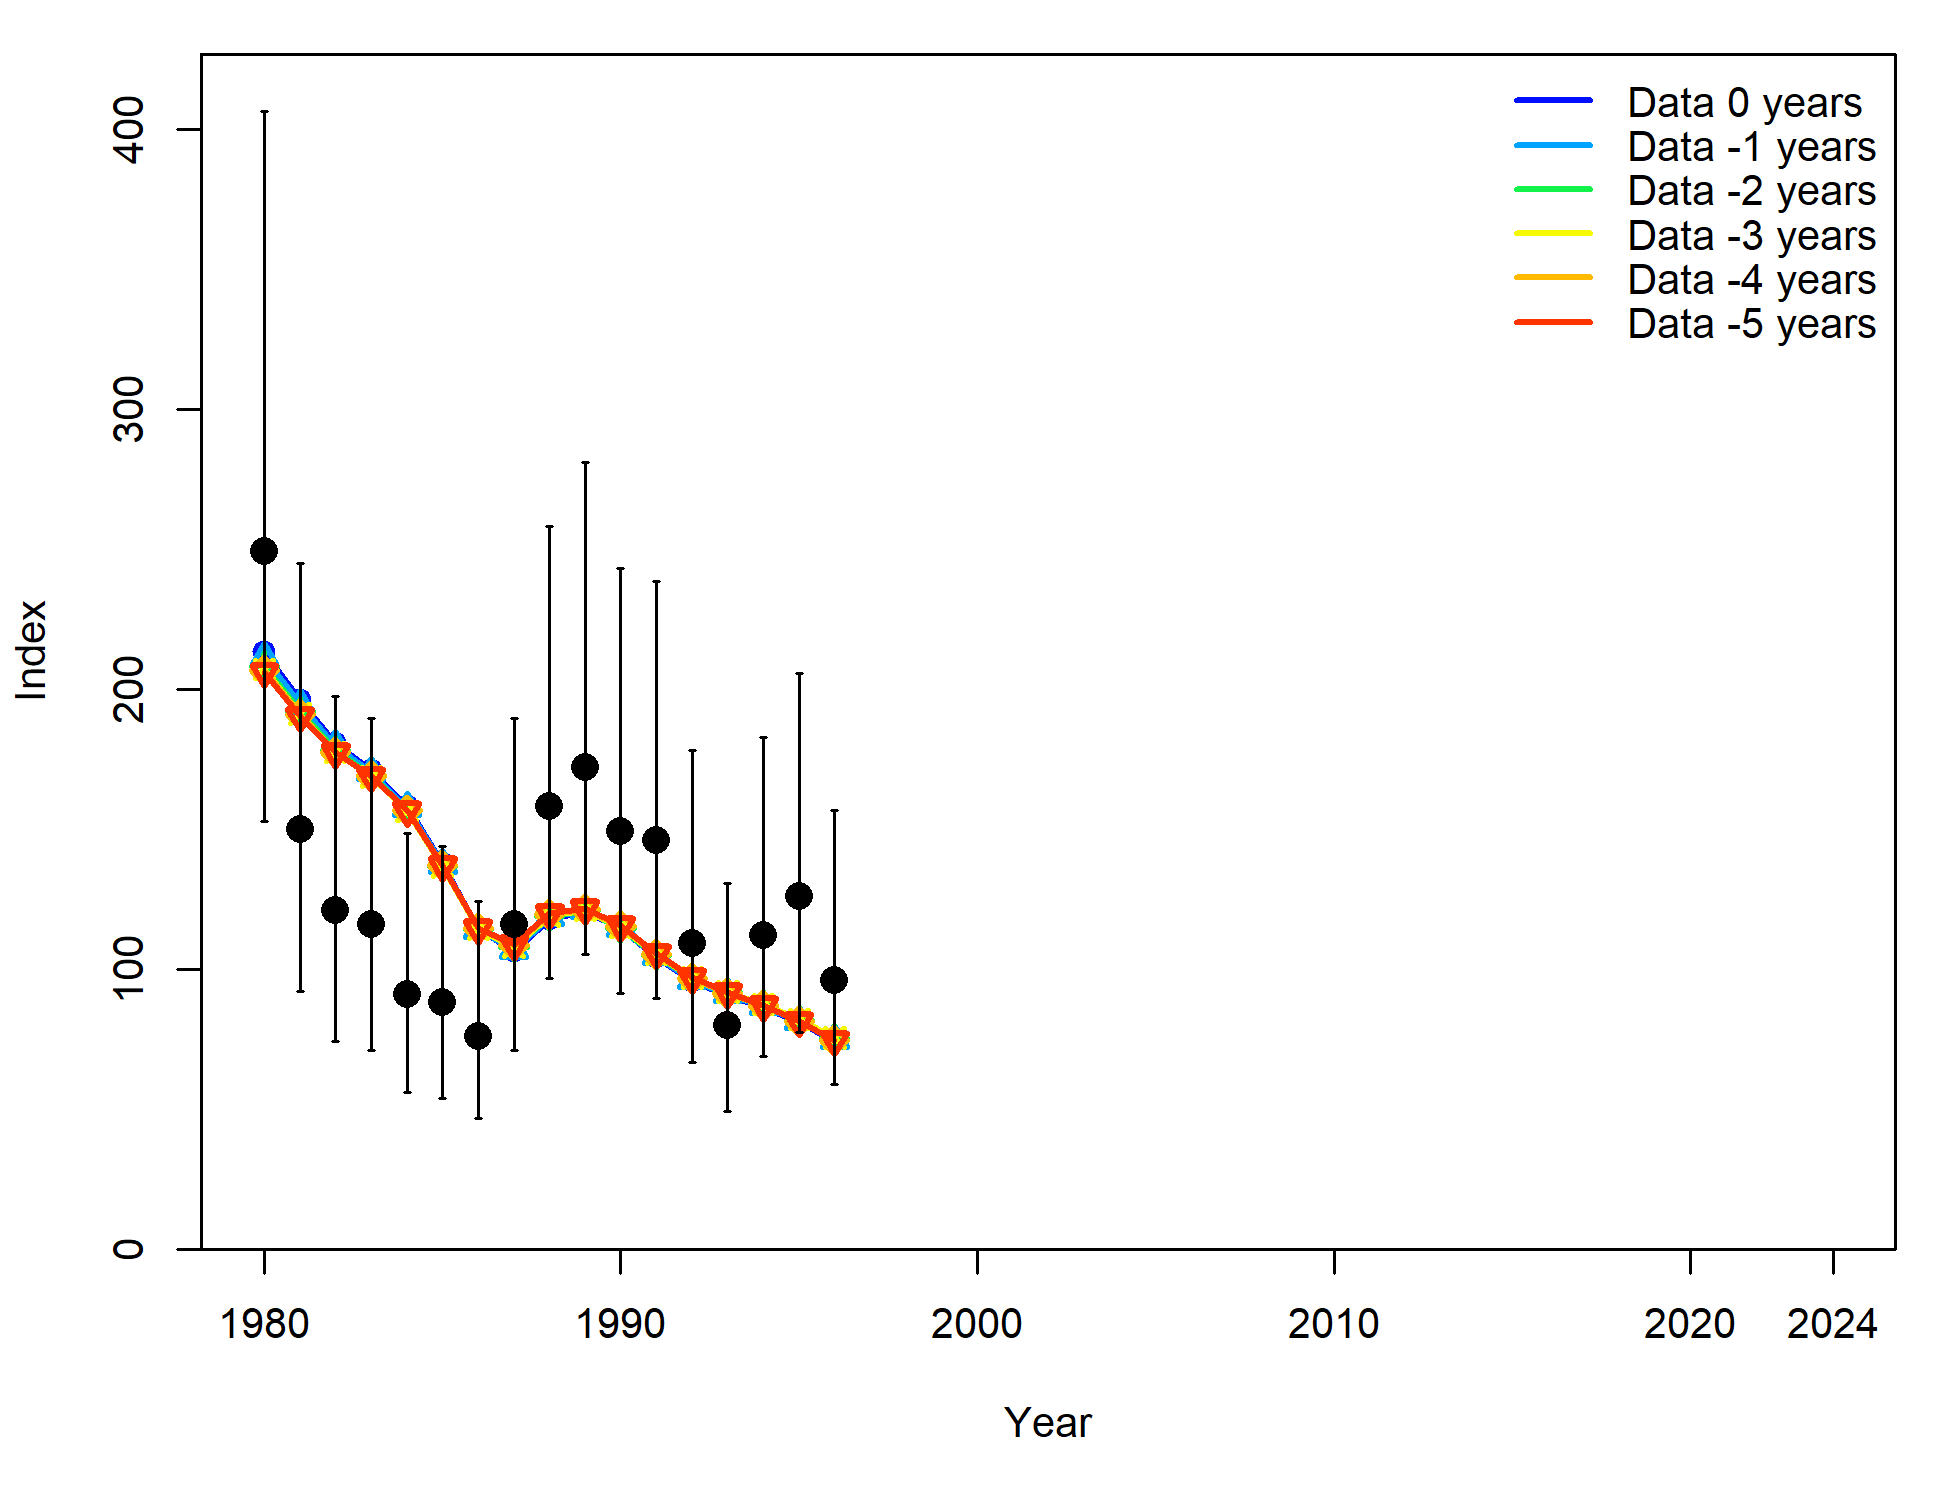 Data 0 years
Data -1 years
Data -2 years
Data -3 years
Data -4 years
Data -5 years
400
300
200
100
0
Index
1980 1990 2000 2010 2020 2024
Year